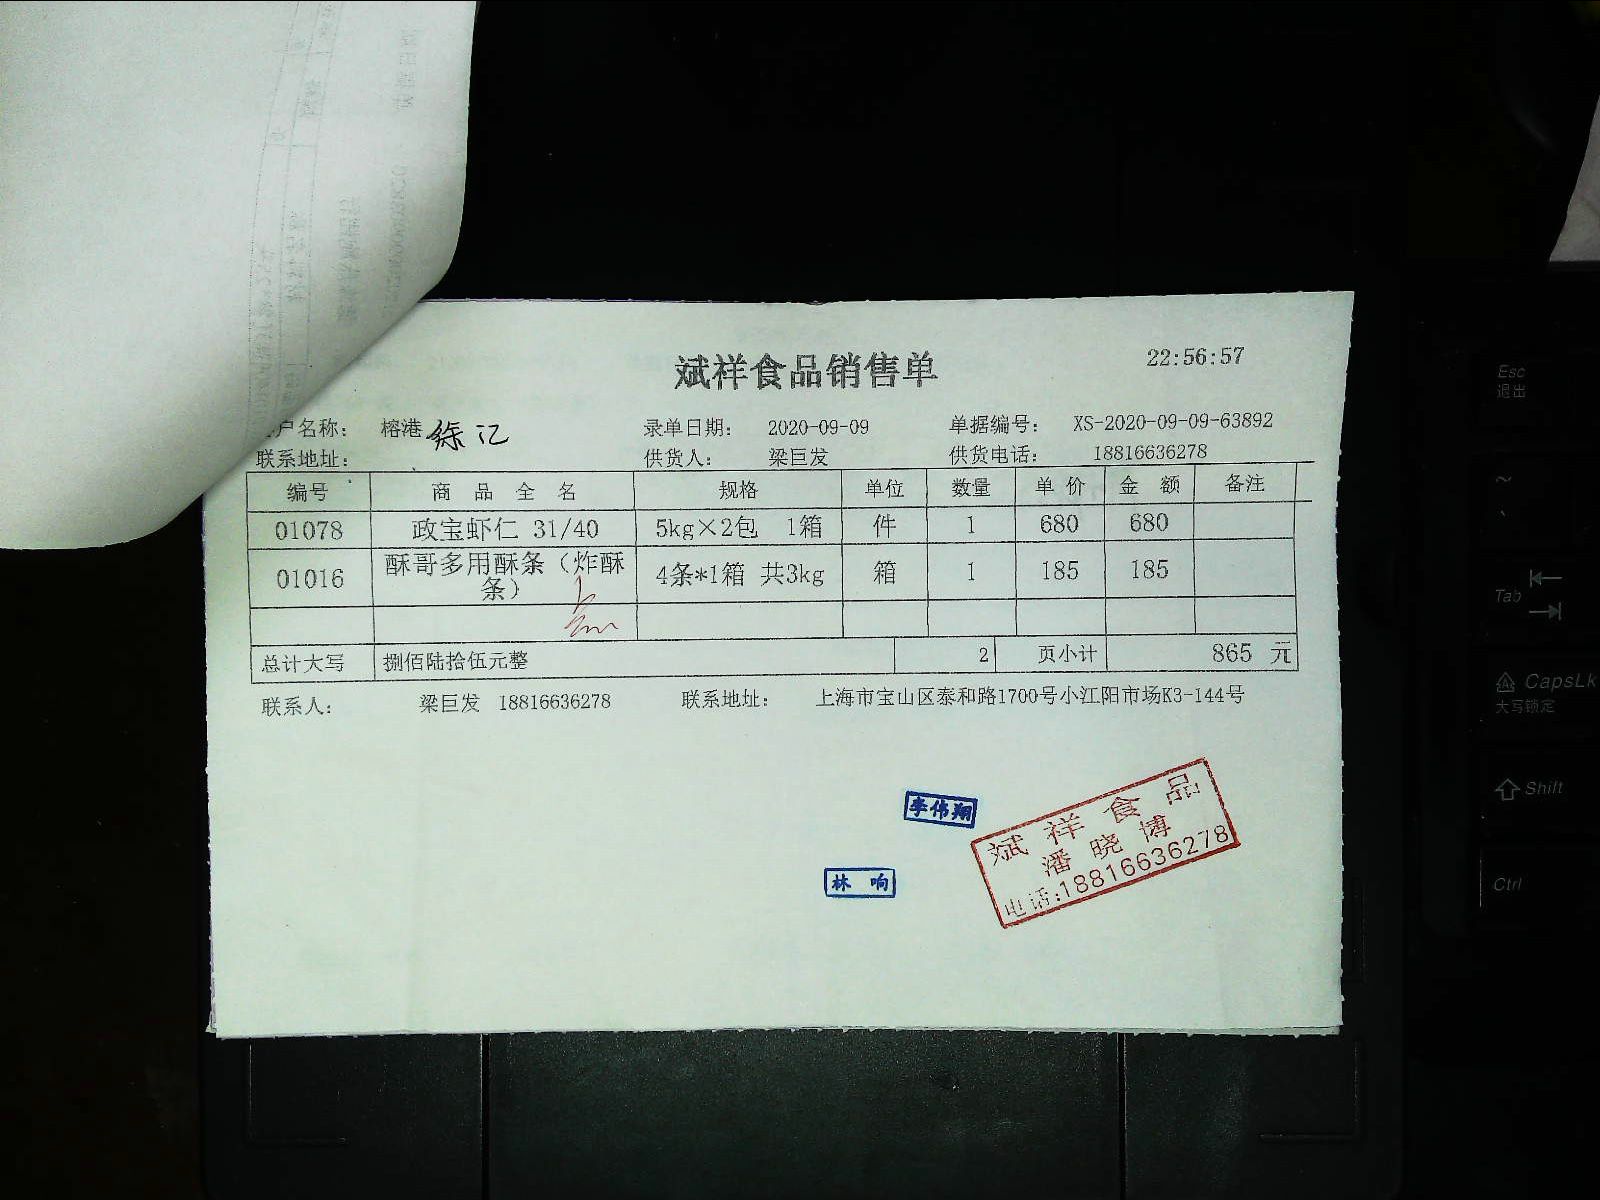 斌祥食品销售单
22:56:57
户名称: 榕港 徐记 录单日期: 2020-09-09 单据编号: XS-2020-09-09-63892
联系地址: 供货人: 梁巨发 供货电话: 18816636278
编号 商品全名 规格 单位 数量 单价 金额 备注
01078 政宝虾仁 31/40 5kg×2包 1箱 件 1 680 680
01016 酥哥多用酥条（炸酥条） 4条*1箱 共3kg 箱 1 185 185
总计大写 捌佰陆拾伍元整 2 页小计 865 元
联系人: 梁巨发 18816636278 联系地址: 上海市宝山区泰和路1700号小江阳市场K3-144号
李伟翔
林响
斌祥食品
潘晓博
电话:18816636278
Esc
退出
~
Tab
CapsLk
大写锁定
Shift
Ctrl